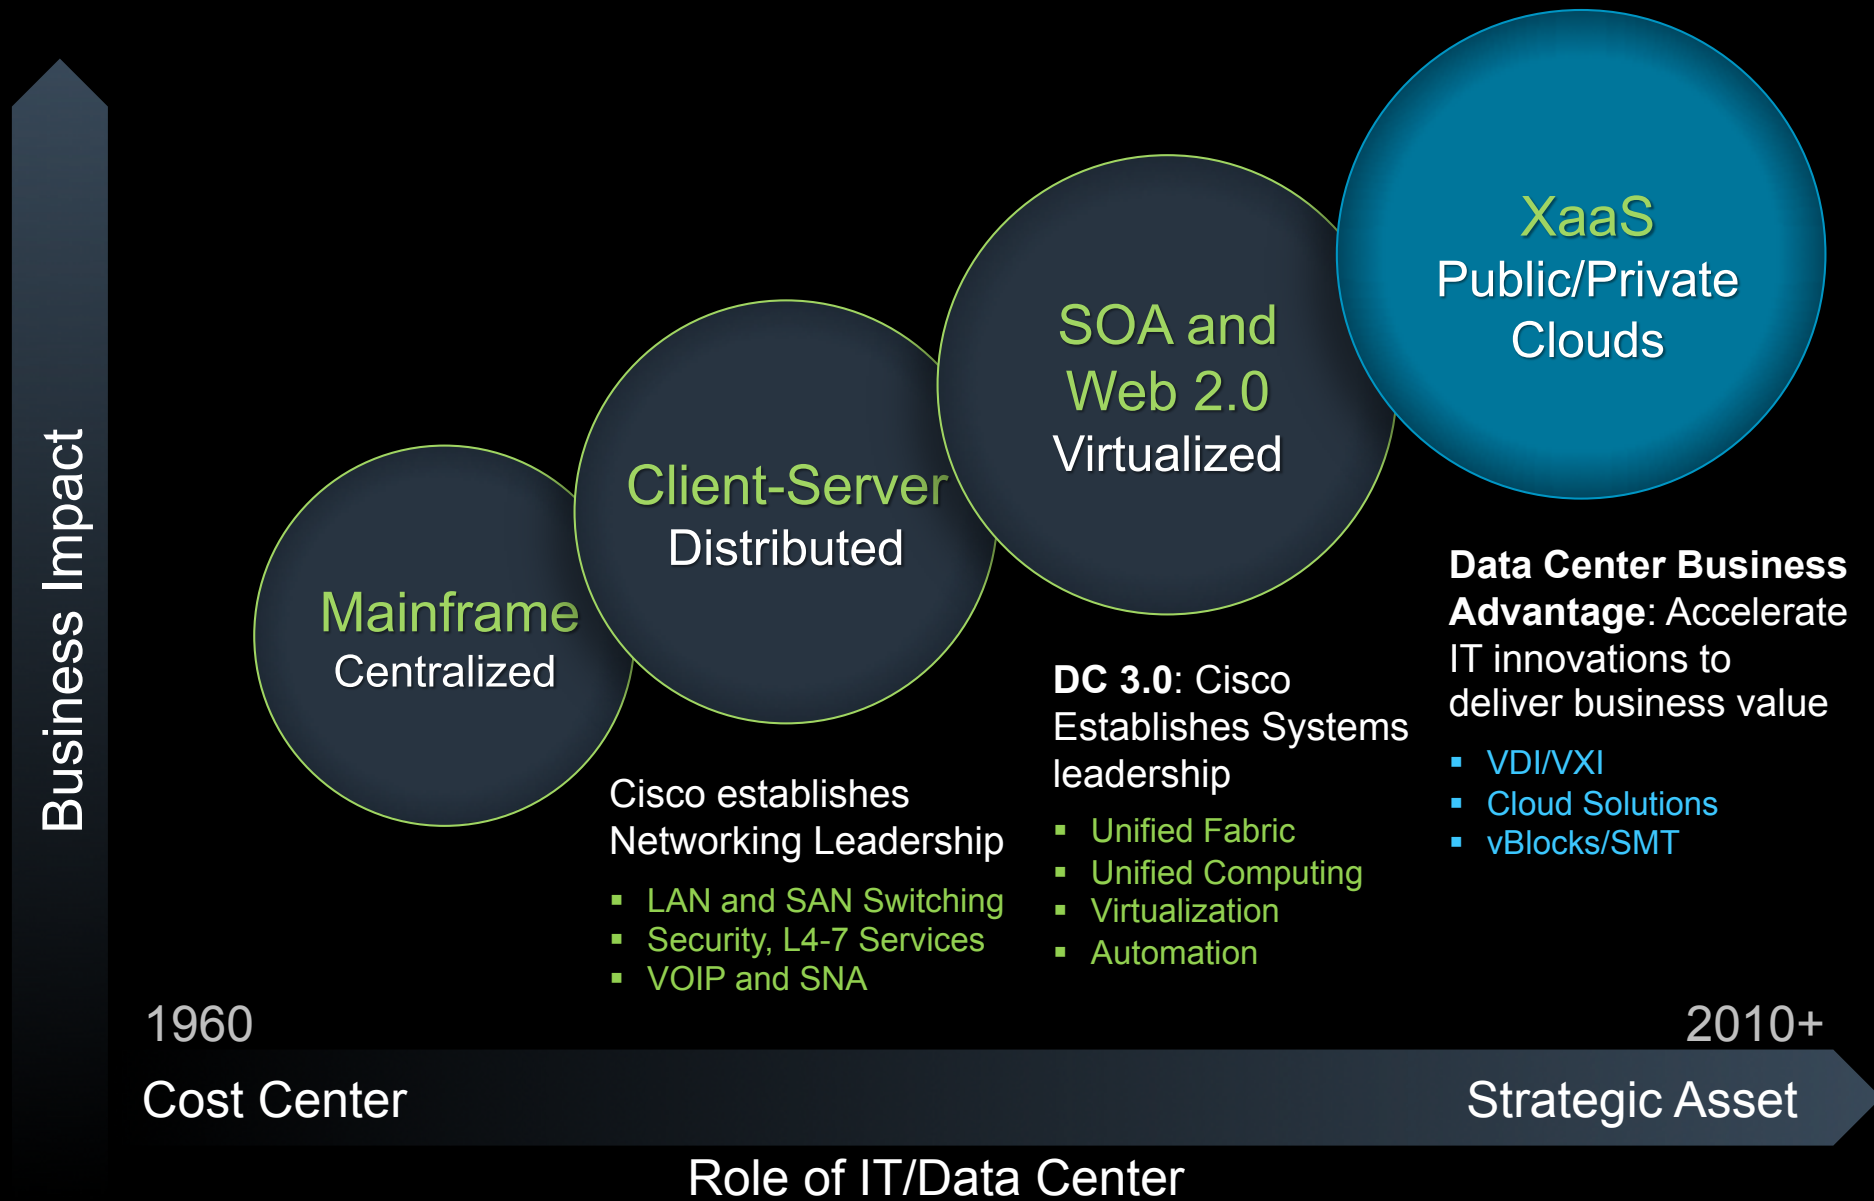 Business Impact
XaaS
Public/Private
Clouds
SOA and
Web 2.0
Virtualized
Client-Server
Distributed
Mainframe
Centralized
Cisco establishes
Networking Leadership
▪ LAN and SAN Switching
▪ Security, L4-7 Services
▪ VOIP and SNA
DC 3.0: Cisco
Establishes Systems
leadership
▪ Unified Fabric
▪ Unified Computing
▪ Virtualization
▪ Automation
Data Center Business
Advantage: Accelerate
IT innovations to
deliver business value
▪ VDI/VXI
▪ Cloud Solutions
▪ vBlocks/SMT
1960
2010+
Cost Center
Strategic Asset
Role of IT/Data Center